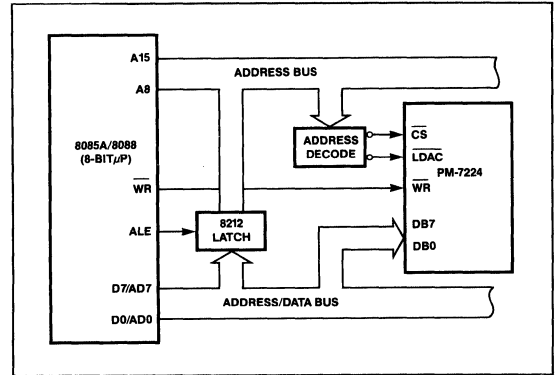 A15
ADDRESS BUS
A8
8085A/8088
(8-BIT μP)
ADDRESS
DECODE
CS
LDAC
PM-7224
WR
WR
ALE
8212
LATCH
DB7
DB0
D7/AD7
ADDRESS/DATA BUS
D0/AD0